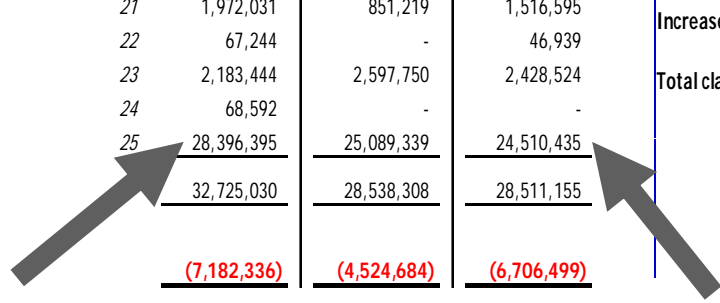 21 1,972,031 851,219 1,516,595
Increase
22 67,244 - 46,939
23 2,183,444 2,597,750 2,428,524
Total cla
24 68,592 - -
25 28,396,395 25,089,339 24,510,435
32,725,030 28,538,308 28,511,155
(7,182,336) (4,524,684) (6,706,499)